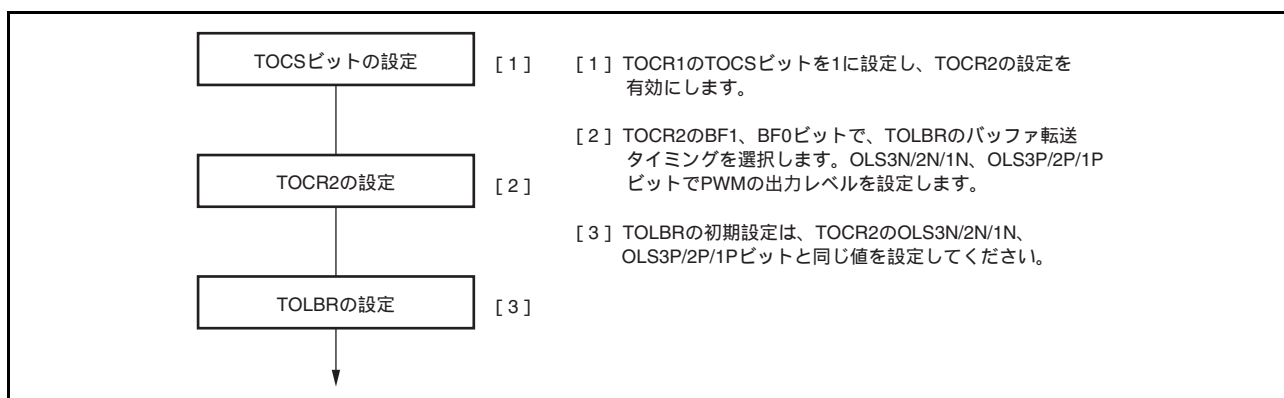 TOCSビットの設定
[ 1 ]
[ 1 ] TOCR1のTOCSビットを1に設定し、TOCR2の設定を
有効にします。
[ 2 ] TOCR2のBF1、BF0ビットで、TOLBRのバッファ転送
タイミングを選択します。OLS3N/2N/1N、OLS3P/2P/1P
ビットでPWMの出力レベルを設定します。
TOCR2の設定
[ 2 ]
[ 3 ] TOLBRの初期設定は、TOCR2のOLS3N/2N/1N、
OLS3P/2P/1Pビットと同じ値を設定してください。
TOLBRの設定
[ 3 ]